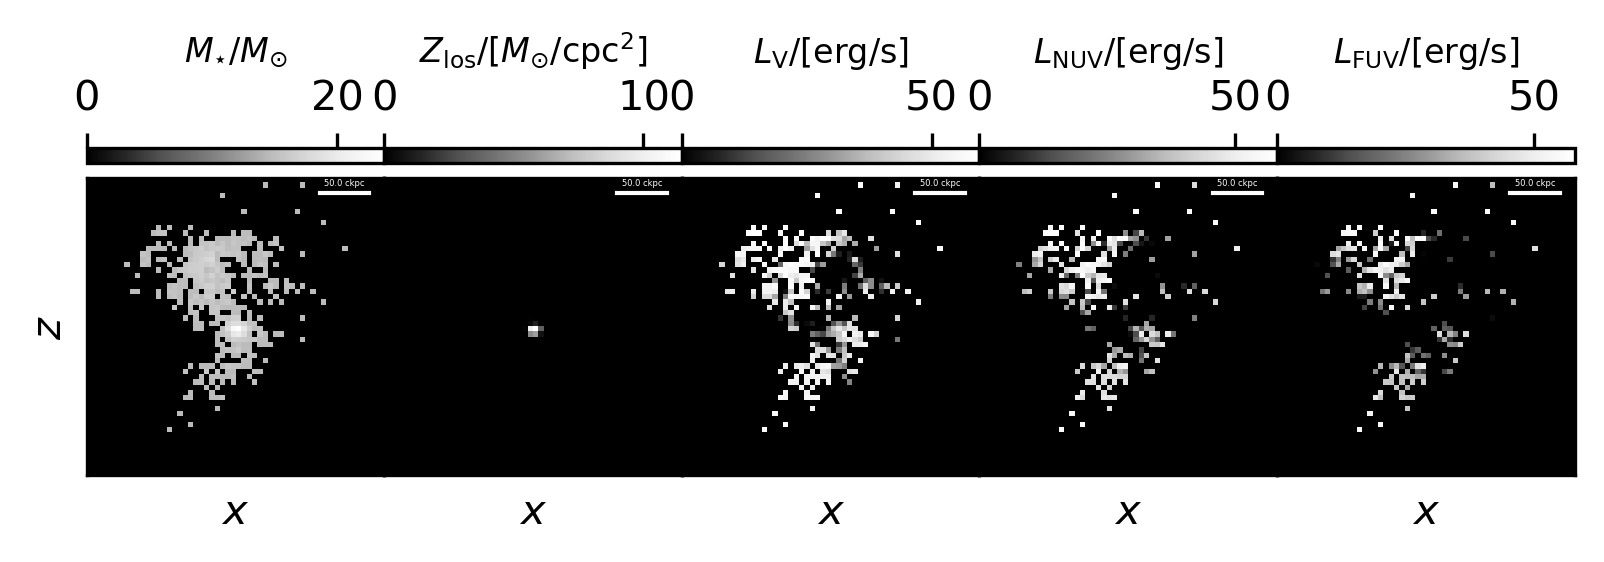 M⋆/M⊙ Z_los/[M⊙/cpc²] L_V/[erg/s] L_NUV/[erg/s] L_FUV/[erg/s]
0 20 0 100 0 50 0 50 0 50
50.0 ckpc 50.0 ckpc 50.0 ckpc 50.0 ckpc 50.0 ckpc
z
x x x x x